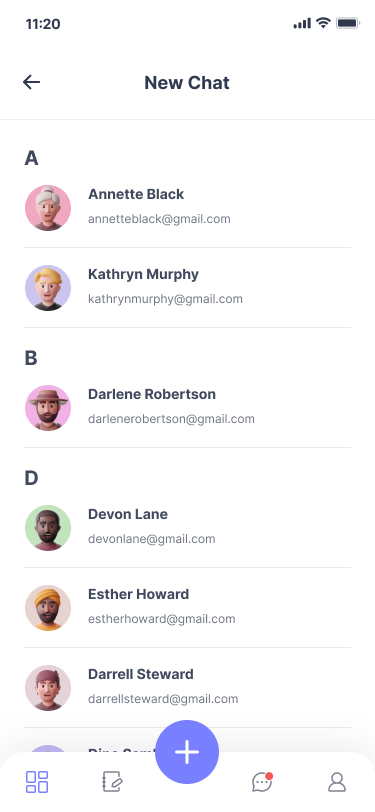 11:20
New Chat
A
Annette Black
annetteblack@gmail.com
Kathryn Murphy
kathrynmurphy@gmail.com
B
Darlene Robertson
darlenerobertson@gmail.com
D
Devon Lane
devonlane@gmail.com
Esther Howard
estherhoward@gmail.com
Darrell Steward
darrellsteward@gmail.com